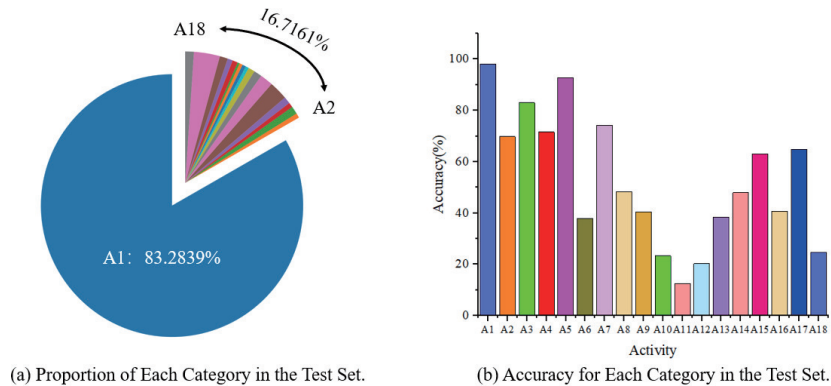 A18
16.7161%
A2
A1: 83.2839%
(a) Proportion of Each Category in the Test Set.
Accuracy(%)
100
80
60
40
20
0
A1 A2 A3 A4 A5 A6 A7 A8 A9 A10 A11 A12 A13 A14 A15 A16 A17 A18
Activity
(b) Accuracy for Each Category in the Test Set.